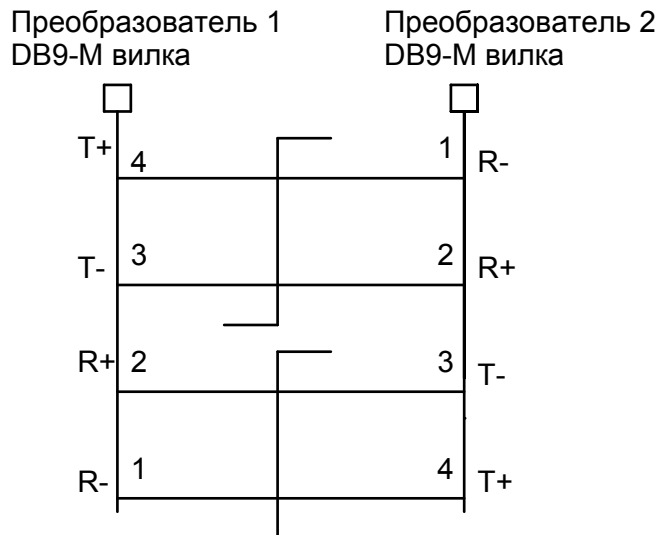 Преобразователь 1 Преобразователь 2
DB9-M вилка DB9-M вилка
T+ 4 1 R-
T- 3 2 R+
R+ 2 3 T-
R- 1 4 T+